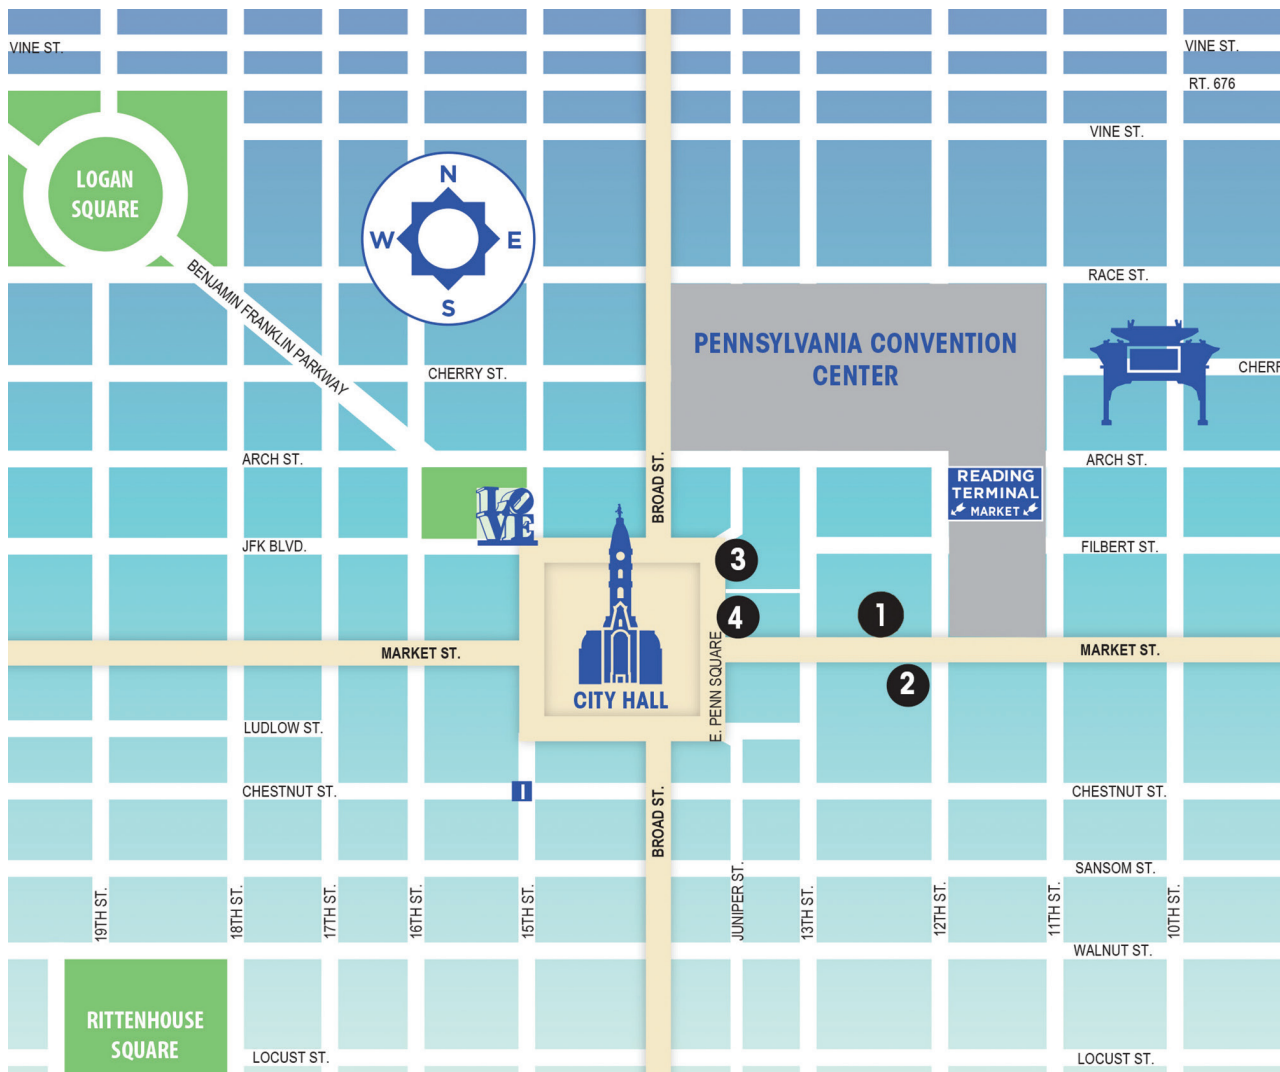 VINE ST.
VINE ST.
RT. 676
VINE ST.
LOGAN
SQUARE
N
W
E
S
BENJAMIN FRANKLIN PARKWAY
RACE ST.
PENNSYLVANIA CONVENTION
CENTER
CHERRY ST.
CHERR
ARCH ST.
BROAD ST.
ARCH ST.
READING
TERMINAL
MARKET
LO
VE
JFK BLVD.
FILBERT ST.
3
4
1
MARKET ST.
MARKET ST.
2
CITY HALL
E. PENN SQUARE
LUDLOW ST.
CHESTNUT ST.
I
BROAD ST.
CHESTNUT ST.
SANSOM ST.
19TH ST.
18TH ST.
17TH ST.
16TH ST.
15TH ST.
JUNIPER ST.
13TH ST.
12TH ST.
11TH ST.
10TH ST.
WALNUT ST.
RITTENHOUSE
SQUARE
LOCUST ST.
LOCUST ST.